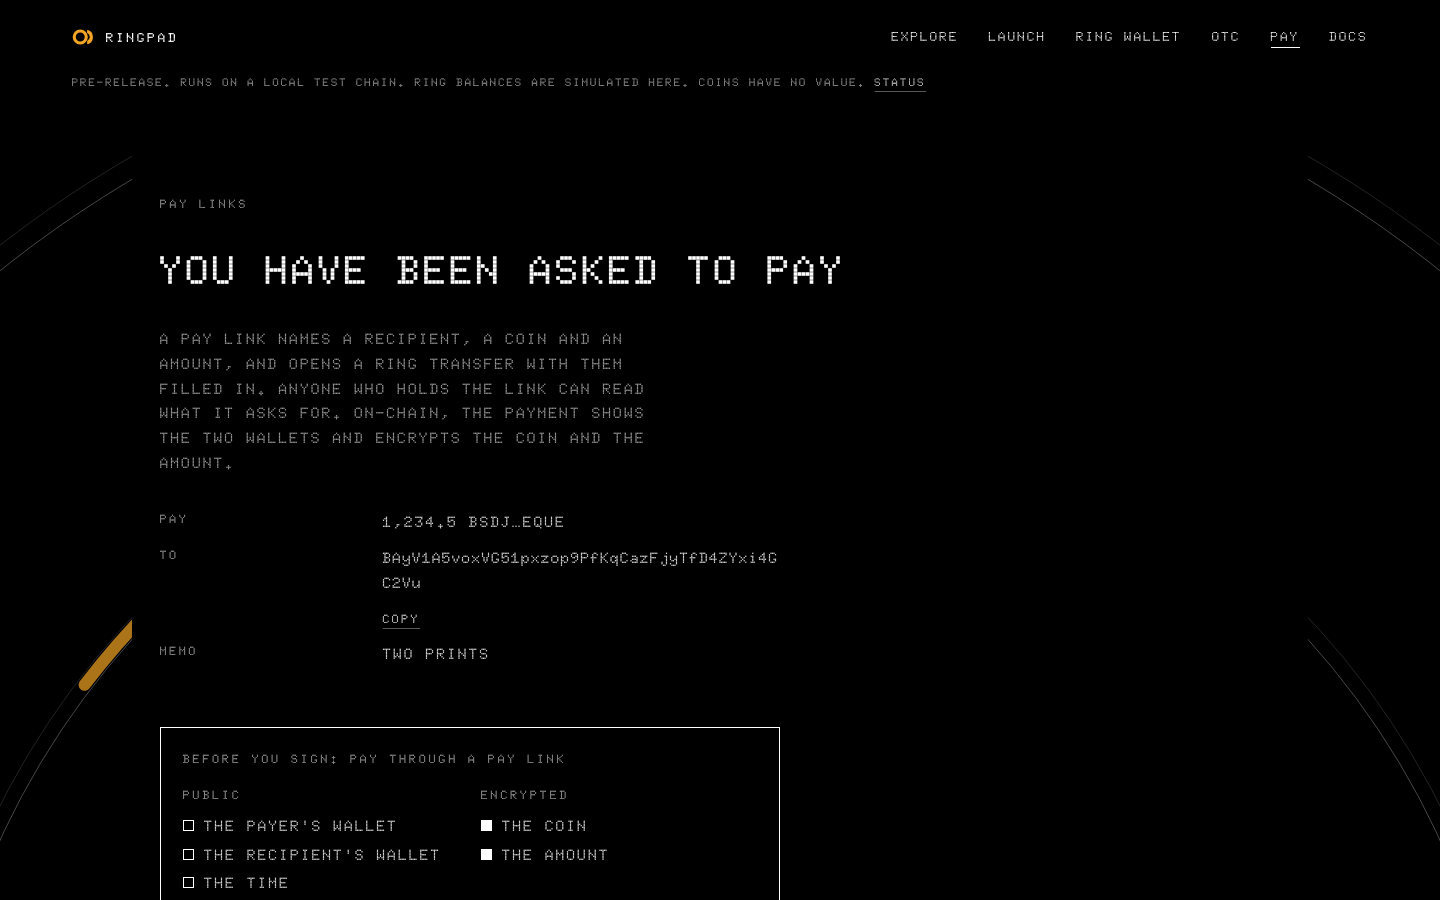 RINGPAD
EXPLORE LAUNCH RING WALLET OTC PAY DOCS
PRE-RELEASE. RUNS ON A LOCAL TEST CHAIN. RING BALANCES ARE SIMULATED HERE. COINS HAVE NO VALUE. STATUS
PAY LINKS
YOU HAVE BEEN ASKED TO PAY
A PAY LINK NAMES A RECIPIENT, A COIN AND AN
AMOUNT, AND OPENS A RING TRANSFER WITH THEM
FILLED IN. ANYONE WHO HOLDS THE LINK CAN READ
WHAT IT ASKS FOR. ON-CHAIN, THE PAYMENT SHOWS
THE TWO WALLETS AND ENCRYPTS THE COIN AND THE
AMOUNT.
PAY 1,234.5 BSDJ…EQUE
TO BAyV1A5voxVG51pxzop9PfKqCazFjyTfD4ZYxi4G
C2Vu
COPY
MEMO TWO PRINTS
BEFORE YOU SIGN: PAY THROUGH A PAY LINK
PUBLIC ENCRYPTED
THE PAYER'S WALLET THE COIN
THE RECIPIENT'S WALLET THE AMOUNT
THE TIME